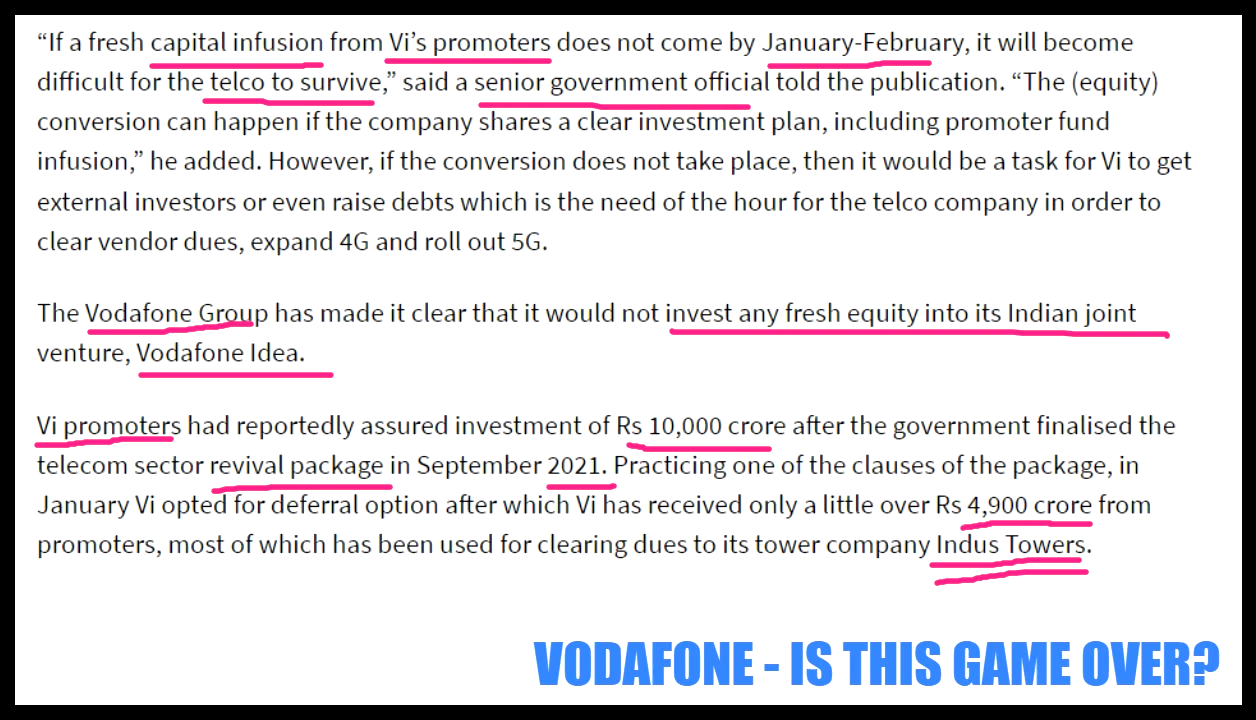 “If a fresh capital infusion from Vi’s promoters does not come by January-February, it will become
difficult for the telco to survive,” said a senior government official told the publication. “The (equity)
conversion can happen if the company shares a clear investment plan, including promoter fund
infusion,” he added. However, if the conversion does not take place, then it would be a task for Vi to get
external investors or even raise debts which is the need of the hour for the telco company in order to
clear vendor dues, expand 4G and roll out 5G.
The Vodafone Group has made it clear that it would not invest any fresh equity into its Indian joint
venture, Vodafone Idea.
Vi promoters had reportedly assured investment of Rs 10,000 crore after the government finalised the
telecom sector revival package in September 2021. Practicing one of the clauses of the package, in
January Vi opted for deferral option after which Vi has received only a little over Rs 4,900 crore from
promoters, most of which has been used for clearing dues to its tower company Indus Towers.
VODAFONE - IS THIS GAME OVER?